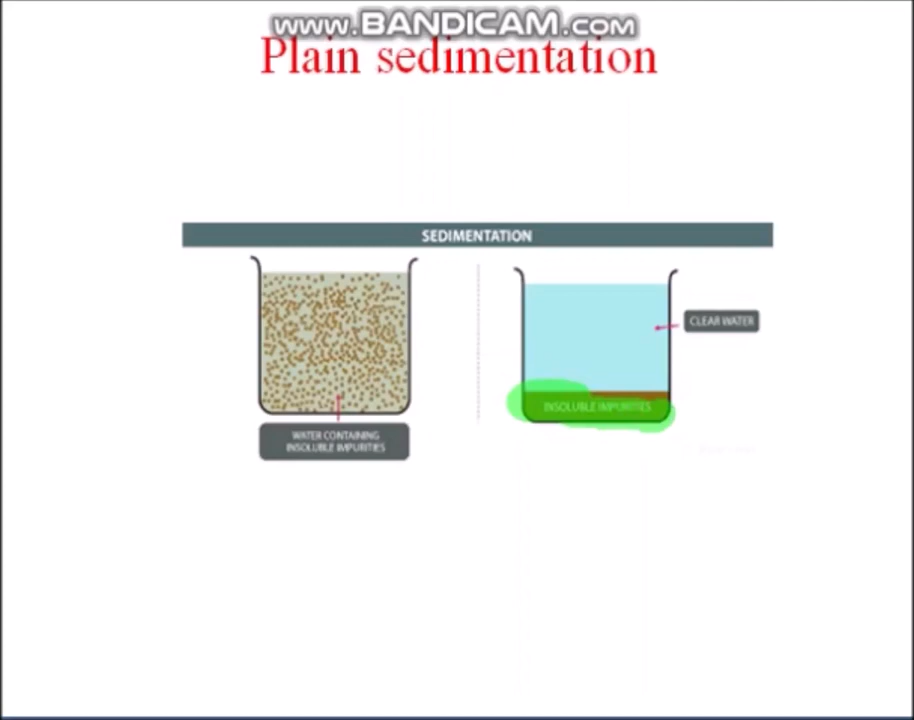 WWW.BANDICAM.COM
Plain sedimentation
SEDIMENTATION
CLEAR WATER
INSOLUBLE IMPURITIES
WATER CONTAINING
INSOLUBLE IMPURITIES